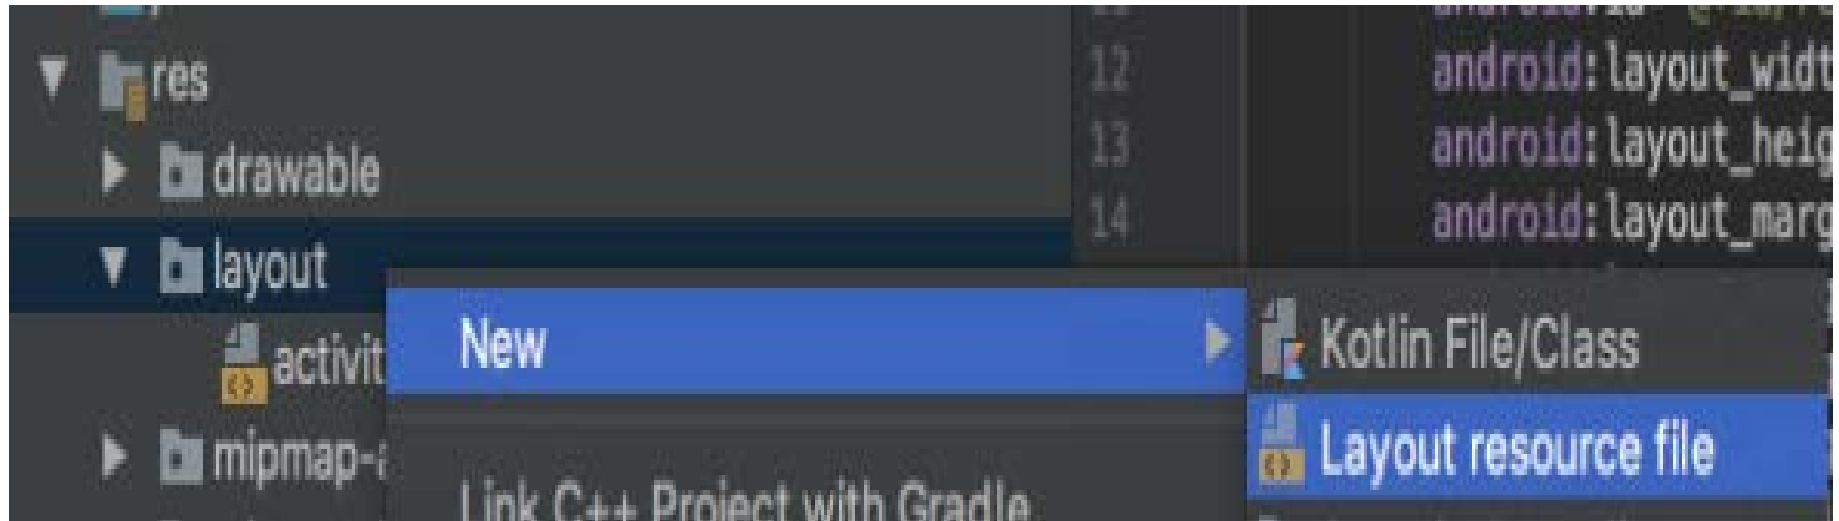 res
drawable
layout
activit
mipmap-
New
Link C++ Project with Gradle
Kotlin File/Class
Layout resource file
12
android:layout_widt
13
android:layout_heig
14
android:layout_marg